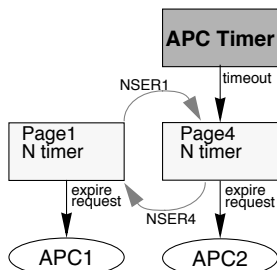 APC Timer
NSER1
timeout
Page1
N timer
Page4
N timer
expire
request
NSER4
expire
request
APC1
APC2